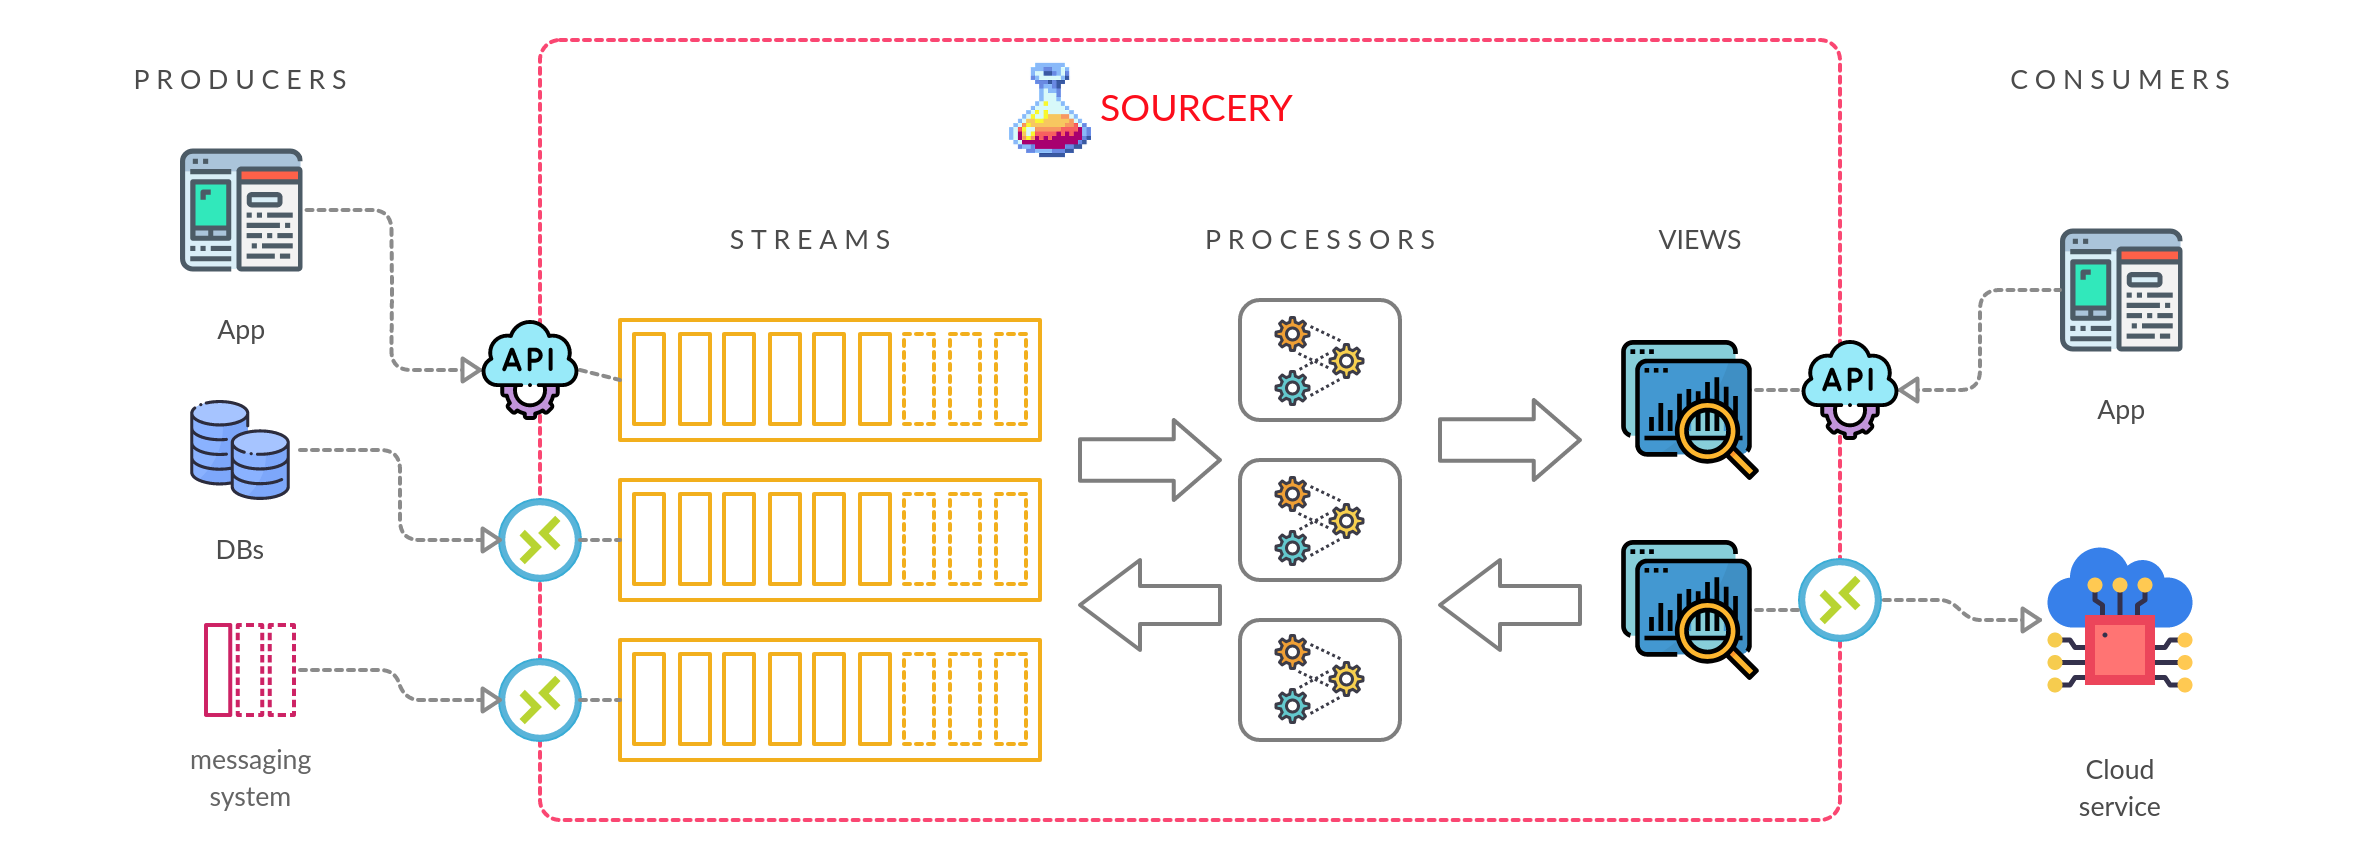 PRODUCERS
SOURCERY
CONSUMERS
STREAMS
PROCESSORS
VIEWS
App
API
API
App
DBs
messaging
system
Cloud
service